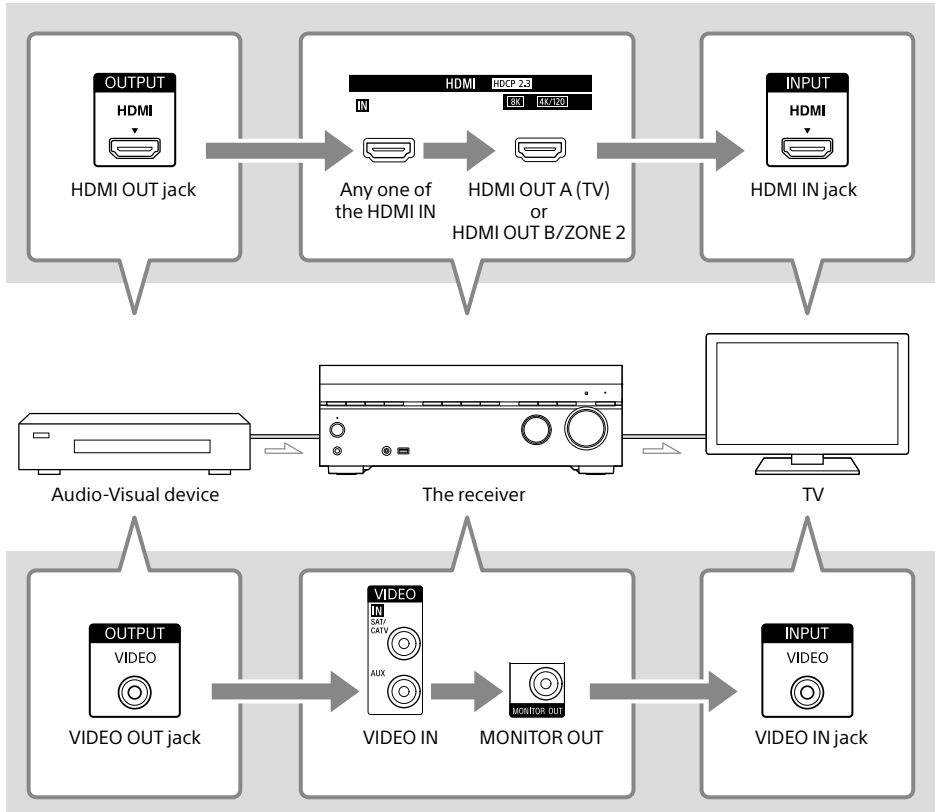 OUTPUT
HDMI
HDMI OUT jack
HDMI HDCP 2.3
IN
8K 4K/120
Any one of
the HDMI IN
HDMI OUT A (TV)
or
HDMI OUT B/ZONE 2
INPUT
HDMI
HDMI IN jack
Audio-Visual device
The receiver
TV
OUTPUT
VIDEO
VIDEO OUT jack
VIDEO
IN
SAT/
CATV
AUX
VIDEO IN
MONITOR OUT
MONITOR OUT
INPUT
VIDEO
VIDEO IN jack